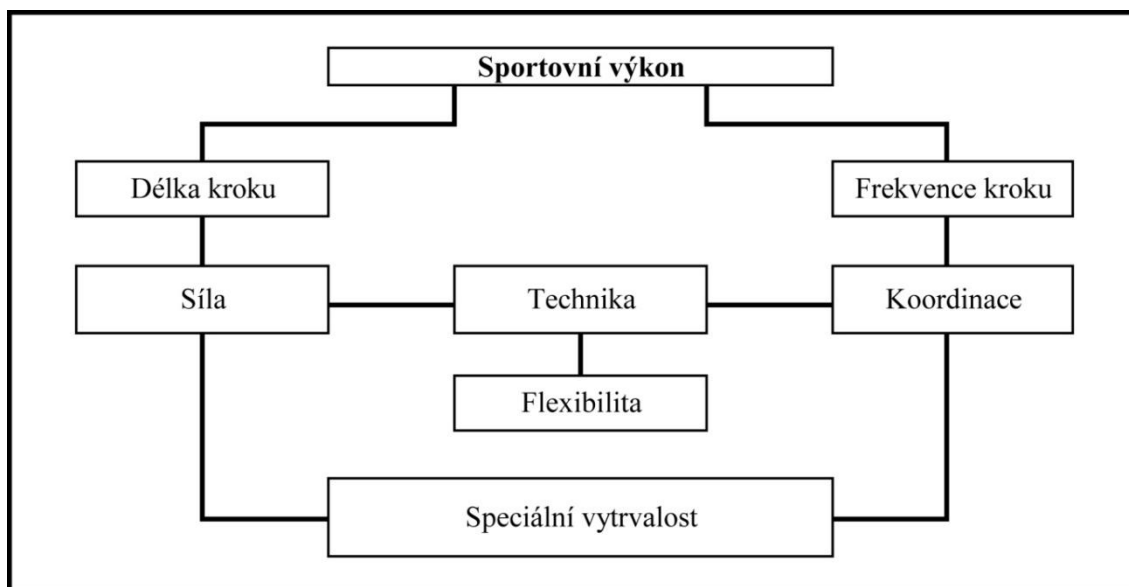 Sportovní výkon
Délka kroku
Frekvence kroku
Síla
Technika
Koordinace
Flexibilita
Speciální vytrvalost